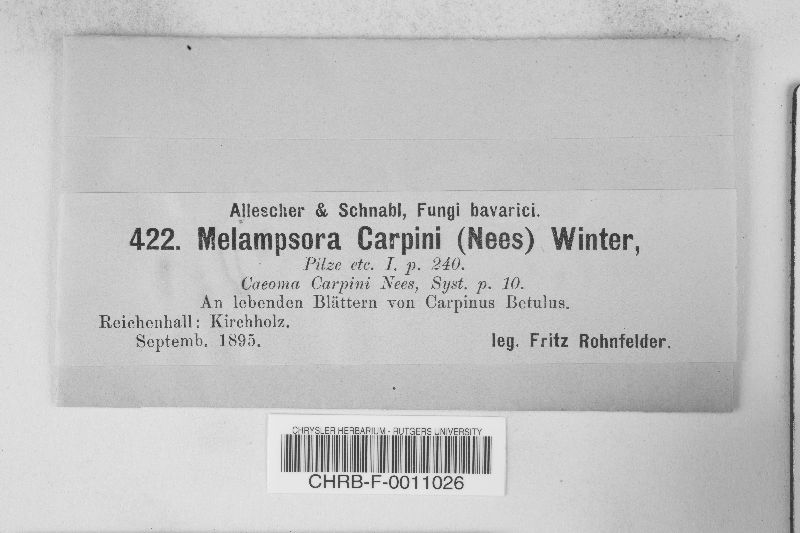 Allescher & Schnabl, Fungi bavarici.
422. Melampsora Carpini (Nees) Winter,
Pilze etc. I. p. 240.
Caeoma Carpini Nees, Syst. p. 10.
An lebenden Blättern von Carpinus Betulus.
Reichenhall: Kirchholz.
Septemb. 1895. leg. Fritz Rohnfelder.
CHRYSLER HERBARIUM - RUTGERS UNIVERSITY
CHRB-F-0011026